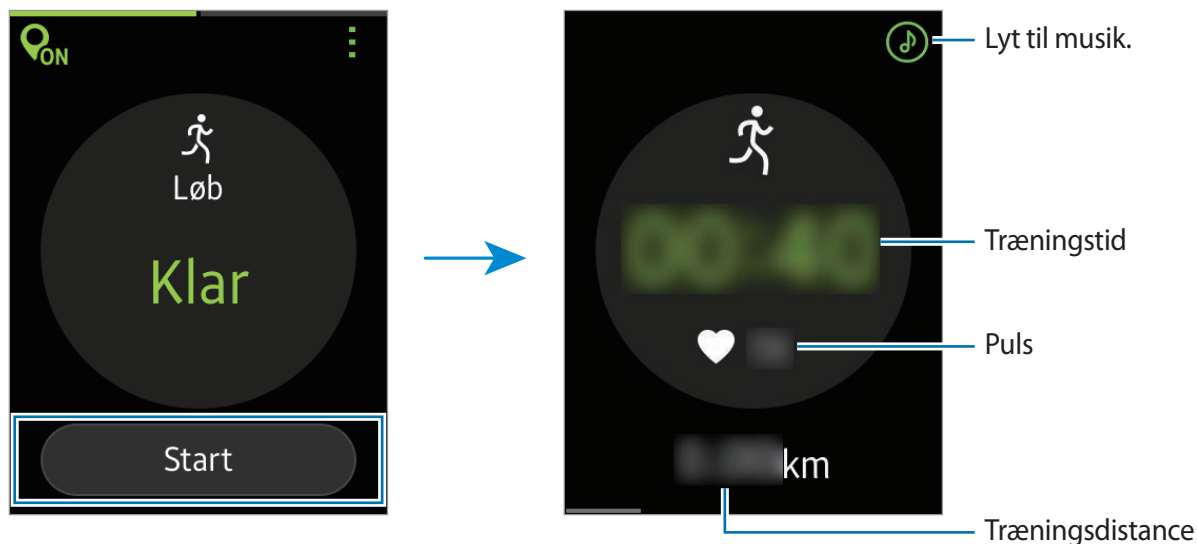 ON
Løb
Klar
Start
Lyt til musik.
Træningstid
Puls
km
Træningsdistance